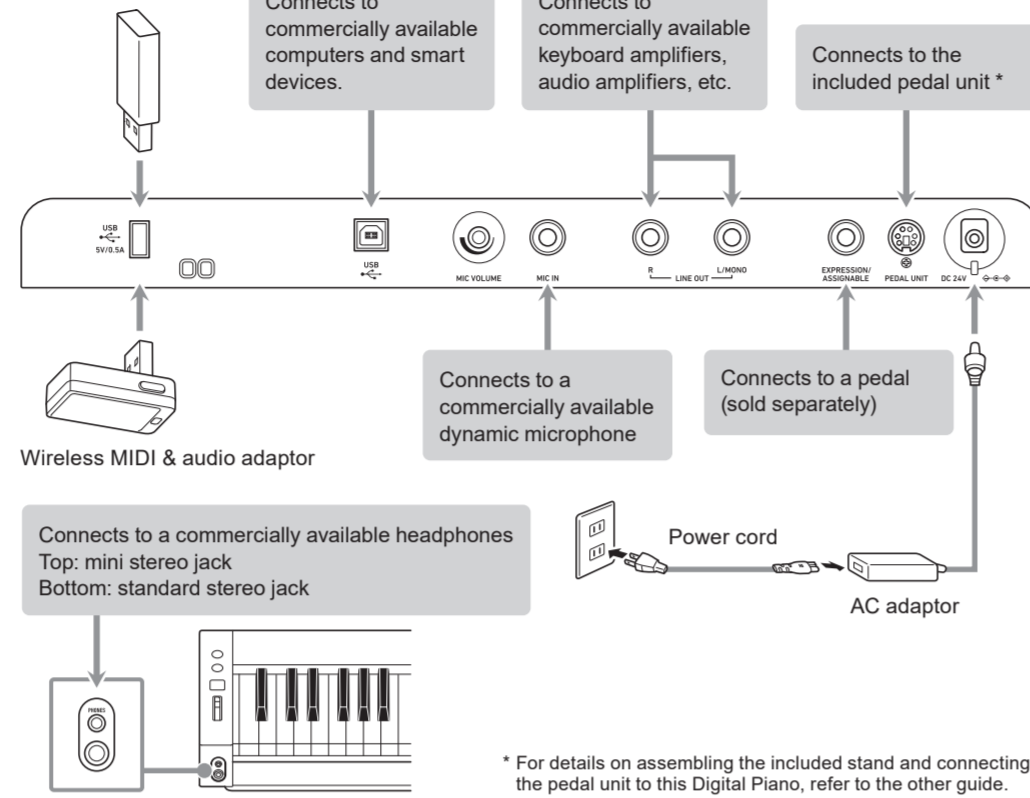 Connects to
commercially available
computers and smart
devices.
Connects to
commercially available
keyboard amplifiers,
audio amplifiers, etc.
Connects to the
included pedal unit *
USB
5V/0.5A
USB
MIC VOLUME
MIC IN
R
LINE OUT
L/MONO
EXPRESSION/
ASSIGNABLE
PEDAL UNIT
DC 24V
Connects to a
commercially available
dynamic microphone
Connects to a pedal
(sold separately)
Wireless MIDI & audio adaptor
Connects to a commercially available headphones
Top: mini stereo jack
Bottom: standard stereo jack
Power cord
AC adaptor
PHONES
* For details on assembling the included stand and connecting
the pedal unit to this Digital Piano, refer to the other guide.